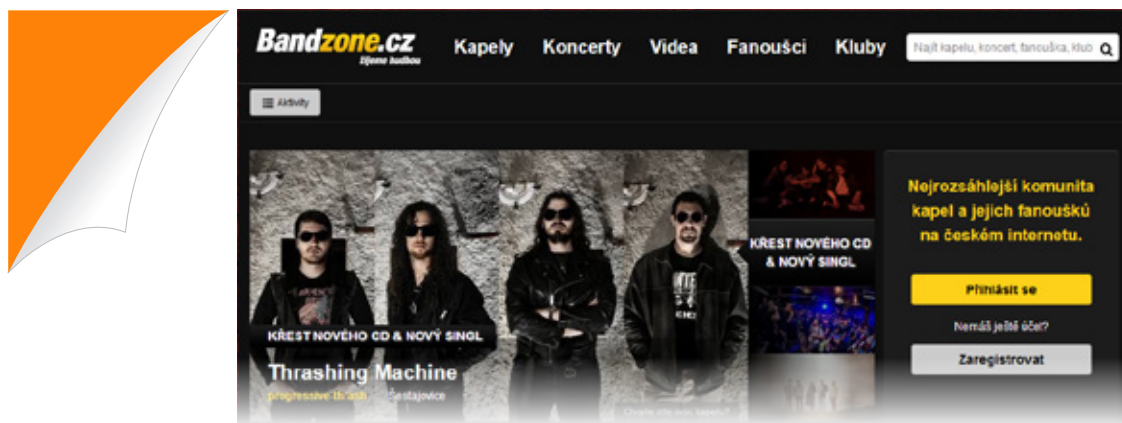 Bandzone.cz
žijeme hudbou
Kapely Koncerty Videa Fanoušci Kluby
Najít kapelu, koncert, fanouška, klub
Aktivity
KŘEST NOVÉHO CD & NOVÝ SINGL
Thrashing Machine
progressive thrash Šestajovice
KŘEST NOVÉHO CD
& NOVÝ SINGL
Nejrozsáhlejší komunita
kapel a jejich fanoušků
na českém internetu.
Přihlásit se
Nemáš ještě účet?
Zaregistrovat